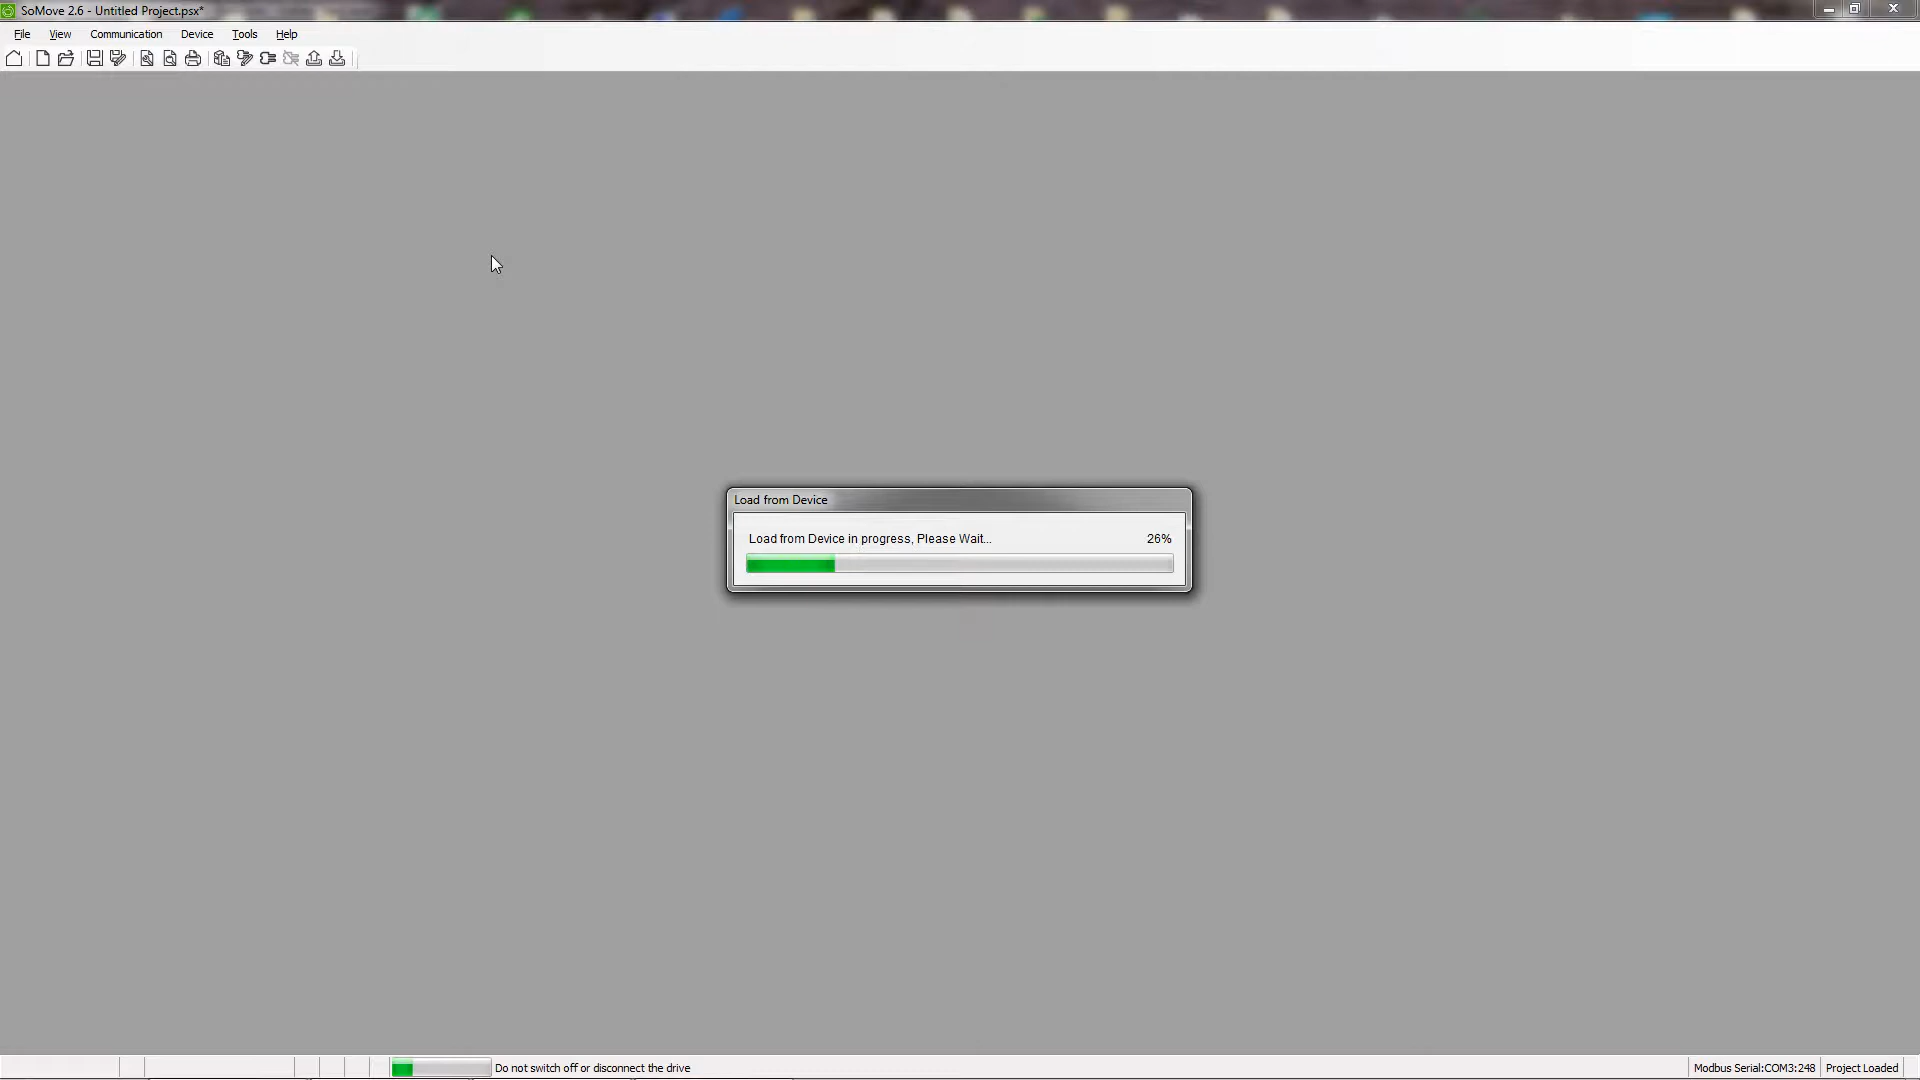 SoMove 2.6 - Untitled Project.psx*
File View Communication Device Tools Help
Load from Device
Load from Device in progress, Please Wait... 26%
Do not switch off or disconnect the drive Modbus Serial:COM3:248 Project Loaded